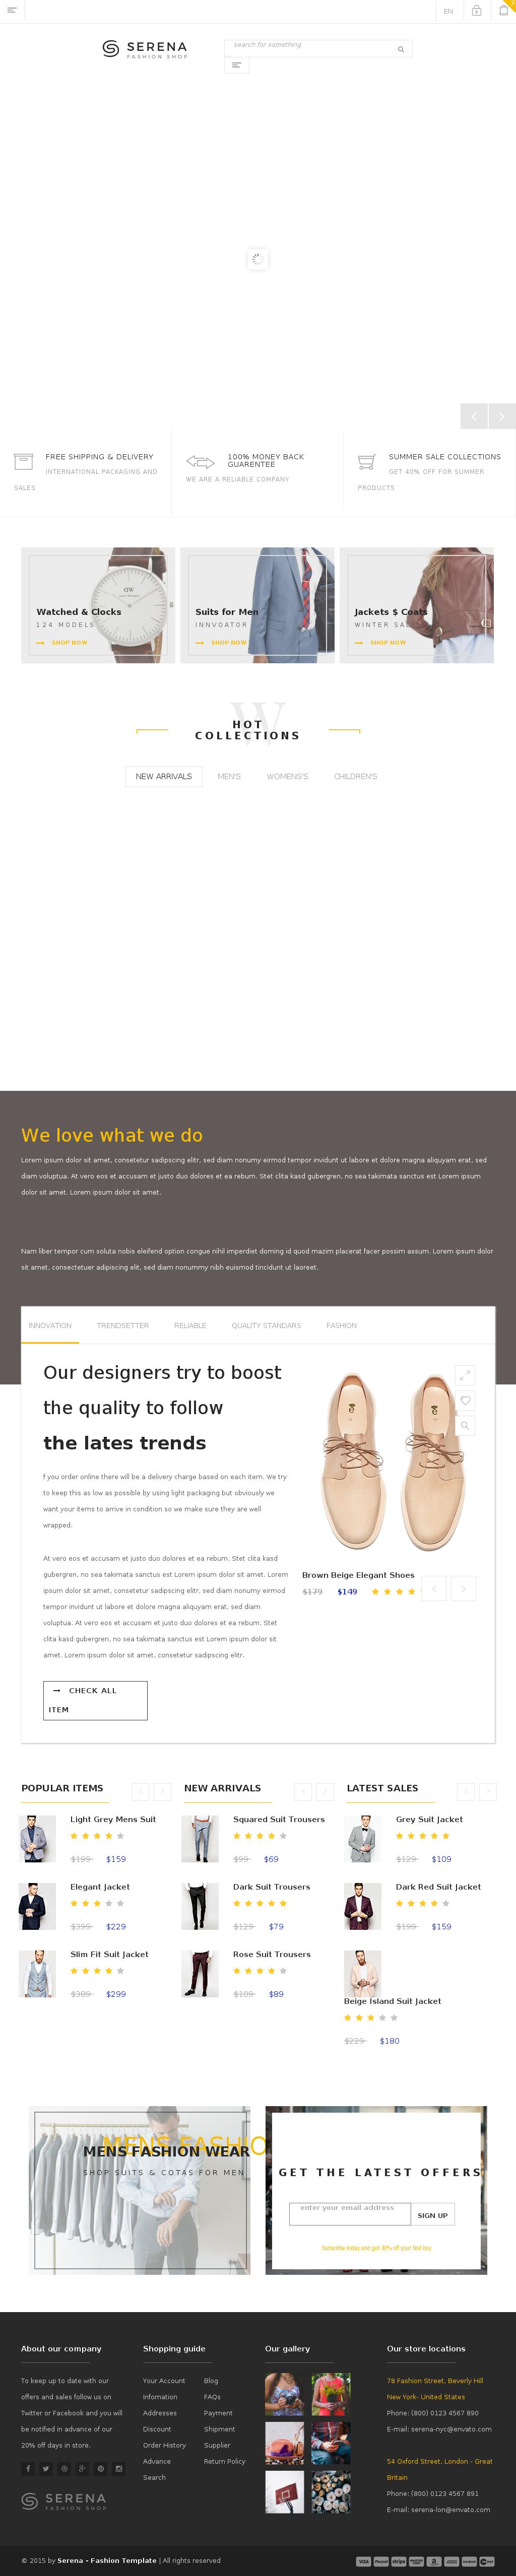 EN
SERENA
FASHION SHOP
search for something
FREE SHIPPING & DELIVERY
INTERNATIONAL PACKAGING AND
SALES
100% MONEY BACK
GUARENTEE
WE ARE A RELIABLE COMPANY
SUMMER SALE COLLECTIONS
GET 40% OFF FOR SUMMER
PRODUCTS
Watched & Clocks
124 MODELS
SHOP NOW
Suits for Men
INNVOATOR
SHOP NOW
Jackets $ Coats
WINTER SALE
SHOP NOW
W
HOT
COLLECTIONS
NEW ARRIVALS
MEN'S
WOMENS'S
CHILDREN'S
We love what we do
Lorem ipsum dolor sit amet, consetetur sadipscing elitr, sed diam nonumy eirmod tempor invidunt ut labore et dolore magna aliquyam erat, sed
diam voluptua. At vero eos et accusam et justo duo dolores et ea rebum. Stet clita kasd gubergren, no sea takimata sanctus est Lorem ipsum
dolor sit amet. Lorem ipsum dolor sit amet.
Nam liber tempor cum soluta nobis eleifend option congue nihil imperdiet doming id quod mazim placerat facer possim assum. Lorem ipsum dolor
sit amet, consectetuer adipiscing elit, sed diam nonummy nibh euismod tincidunt ut laoreet.
INNOVATION
TRENDSETTER
RELIABLE
QUALITY STANDARS
FASHION
Our designers try to boost
the quality to follow
the lates trends
f you order online there will be a delivery charge based on each item. We try
to keep this as low as possible by using light packaging but obviously we
want your items to arrive in condition so we make sure they are well
wrapped.
At vero eos et accusam et justo duo dolores et ea rebum. Stet clita kasd
gubergren, no sea takimata sanctus est Lorem ipsum dolor sit amet. Lorem
ipsum dolor sit amet, consetetur sadipscing elitr, sed diam nonumy eirmod
tempor invidunt ut labore et dolore magna aliquyam erat, sed diam
voluptua. At vero eos et accusam et justo duo dolores et ea rebum. Stet
clita kasd gubergren, no sea takimata sanctus est Lorem ipsum dolor sit
amet. Lorem ipsum dolor sit amet, consetetur sadipscing elitr.
CHECK ALL
ITEM
Brown Beige Elegant Shoes
$179 $149
POPULAR ITEMS
Light Grey Mens Suit
$199 $159
Elegant Jacket
$399 $229
Slim Fit Suit Jacket
$389 $299
NEW ARRIVALS
Squared Suit Trousers
$99 $69
Dark Suit Trousers
$129 $79
Rose Suit Trousers
$109 $89
LATEST SALES
Grey Suit Jacket
$129 $109
Dark Red Suit Jacket
$199 $159
Beige Island Suit Jacket
$229 $180
MENS FASHIO
MENS FASHION WEAR
SHOP SUITS & COTAS FOR MEN
GET THE LATEST OFFERS
enter your email address
SIGN UP
Subscribe today and get 30% off your first buy
About our company
To keep up to date with our
offers and sales follow us on
Twitter or Facebook and you will
be notified in advance of our
20% off days in store.
SERENA
FASHION SHOP
Shopping guide
Your Account
Infomation
Addresses
Discount
Order History
Advance
Search
Blog
FAQs
Payment
Shipment
Supplier
Return Policy
Our gallery
Our store locations
78 Fashion Street, Beverly Hill
New York- United States
Phone: (800) 0123 4567 890
E-mail: serena-nyc@envato.com
54 Oxford Street, London - Great
Britain
Phone: (800) 0123 4567 891
E-mail: serena-lon@envato.com
© 2015 by Serena - Fashion Template | All rights reserved
VISA